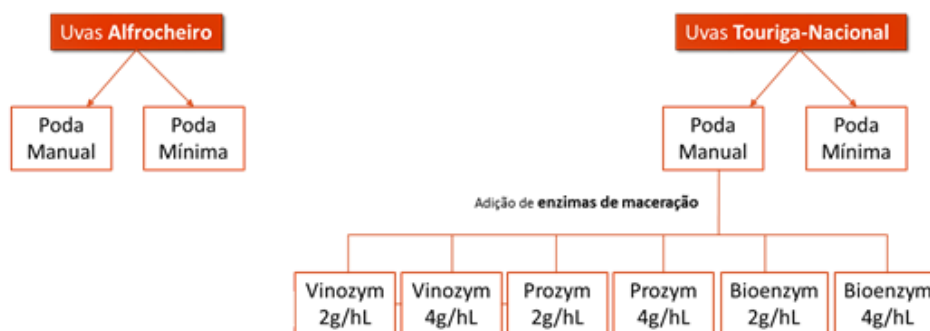 Uvas Alfrocheiro
Uvas Touriga-Nacional
Poda
Manual
Poda
Mínima
Poda
Manual
Poda
Mínima
Adição de enzimas de maceração
Vinozym
2g/hL
Vinozym
4g/hL
Prozym
2g/hL
Prozym
4g/hL
Bioenzym
2g/hL
Bioenzym
4g/hL